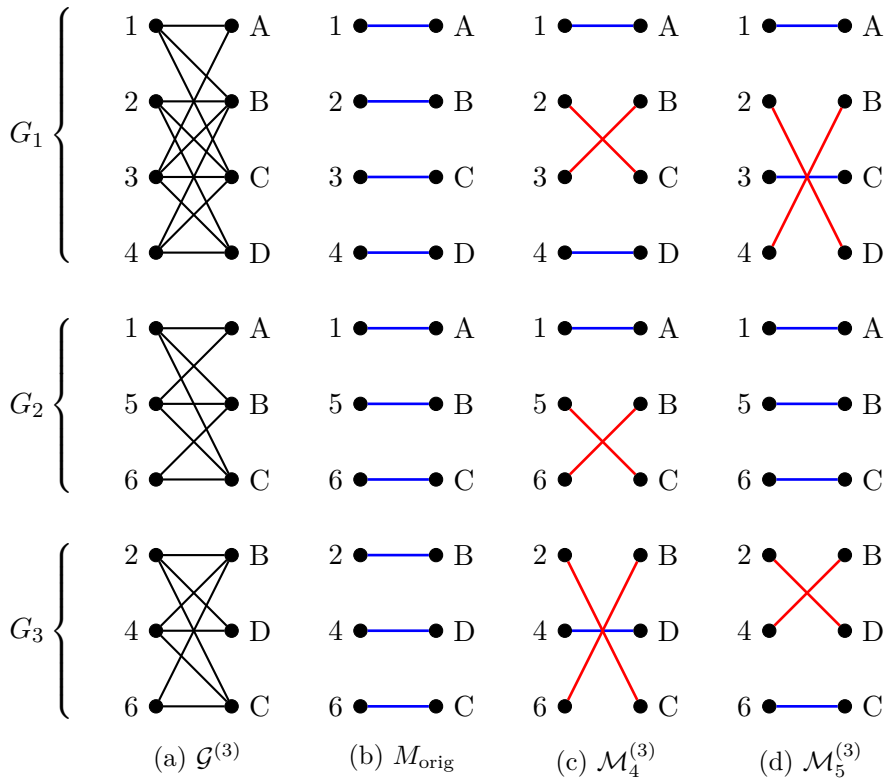 1 A 1 A 1 A 1 A
2 B 2 B 2 B 2 B
G₁
3 C 3 C 3 C 3 C
4 D 4 D 4 D 4 D
1 A 1 A 1 A 1 A
G₂ 5 B 5 B 5 B 5 B
6 C 6 C 6 C 6 C
2 B 2 B 2 B 2 B
G₃ 4 D 4 D 4 D 4 D
6 C 6 C 6 C 6 C
(a) 𝒢⁽³⁾ (b) M_orig (c) ℳ₄⁽³⁾ (d) ℳ₅⁽³⁾